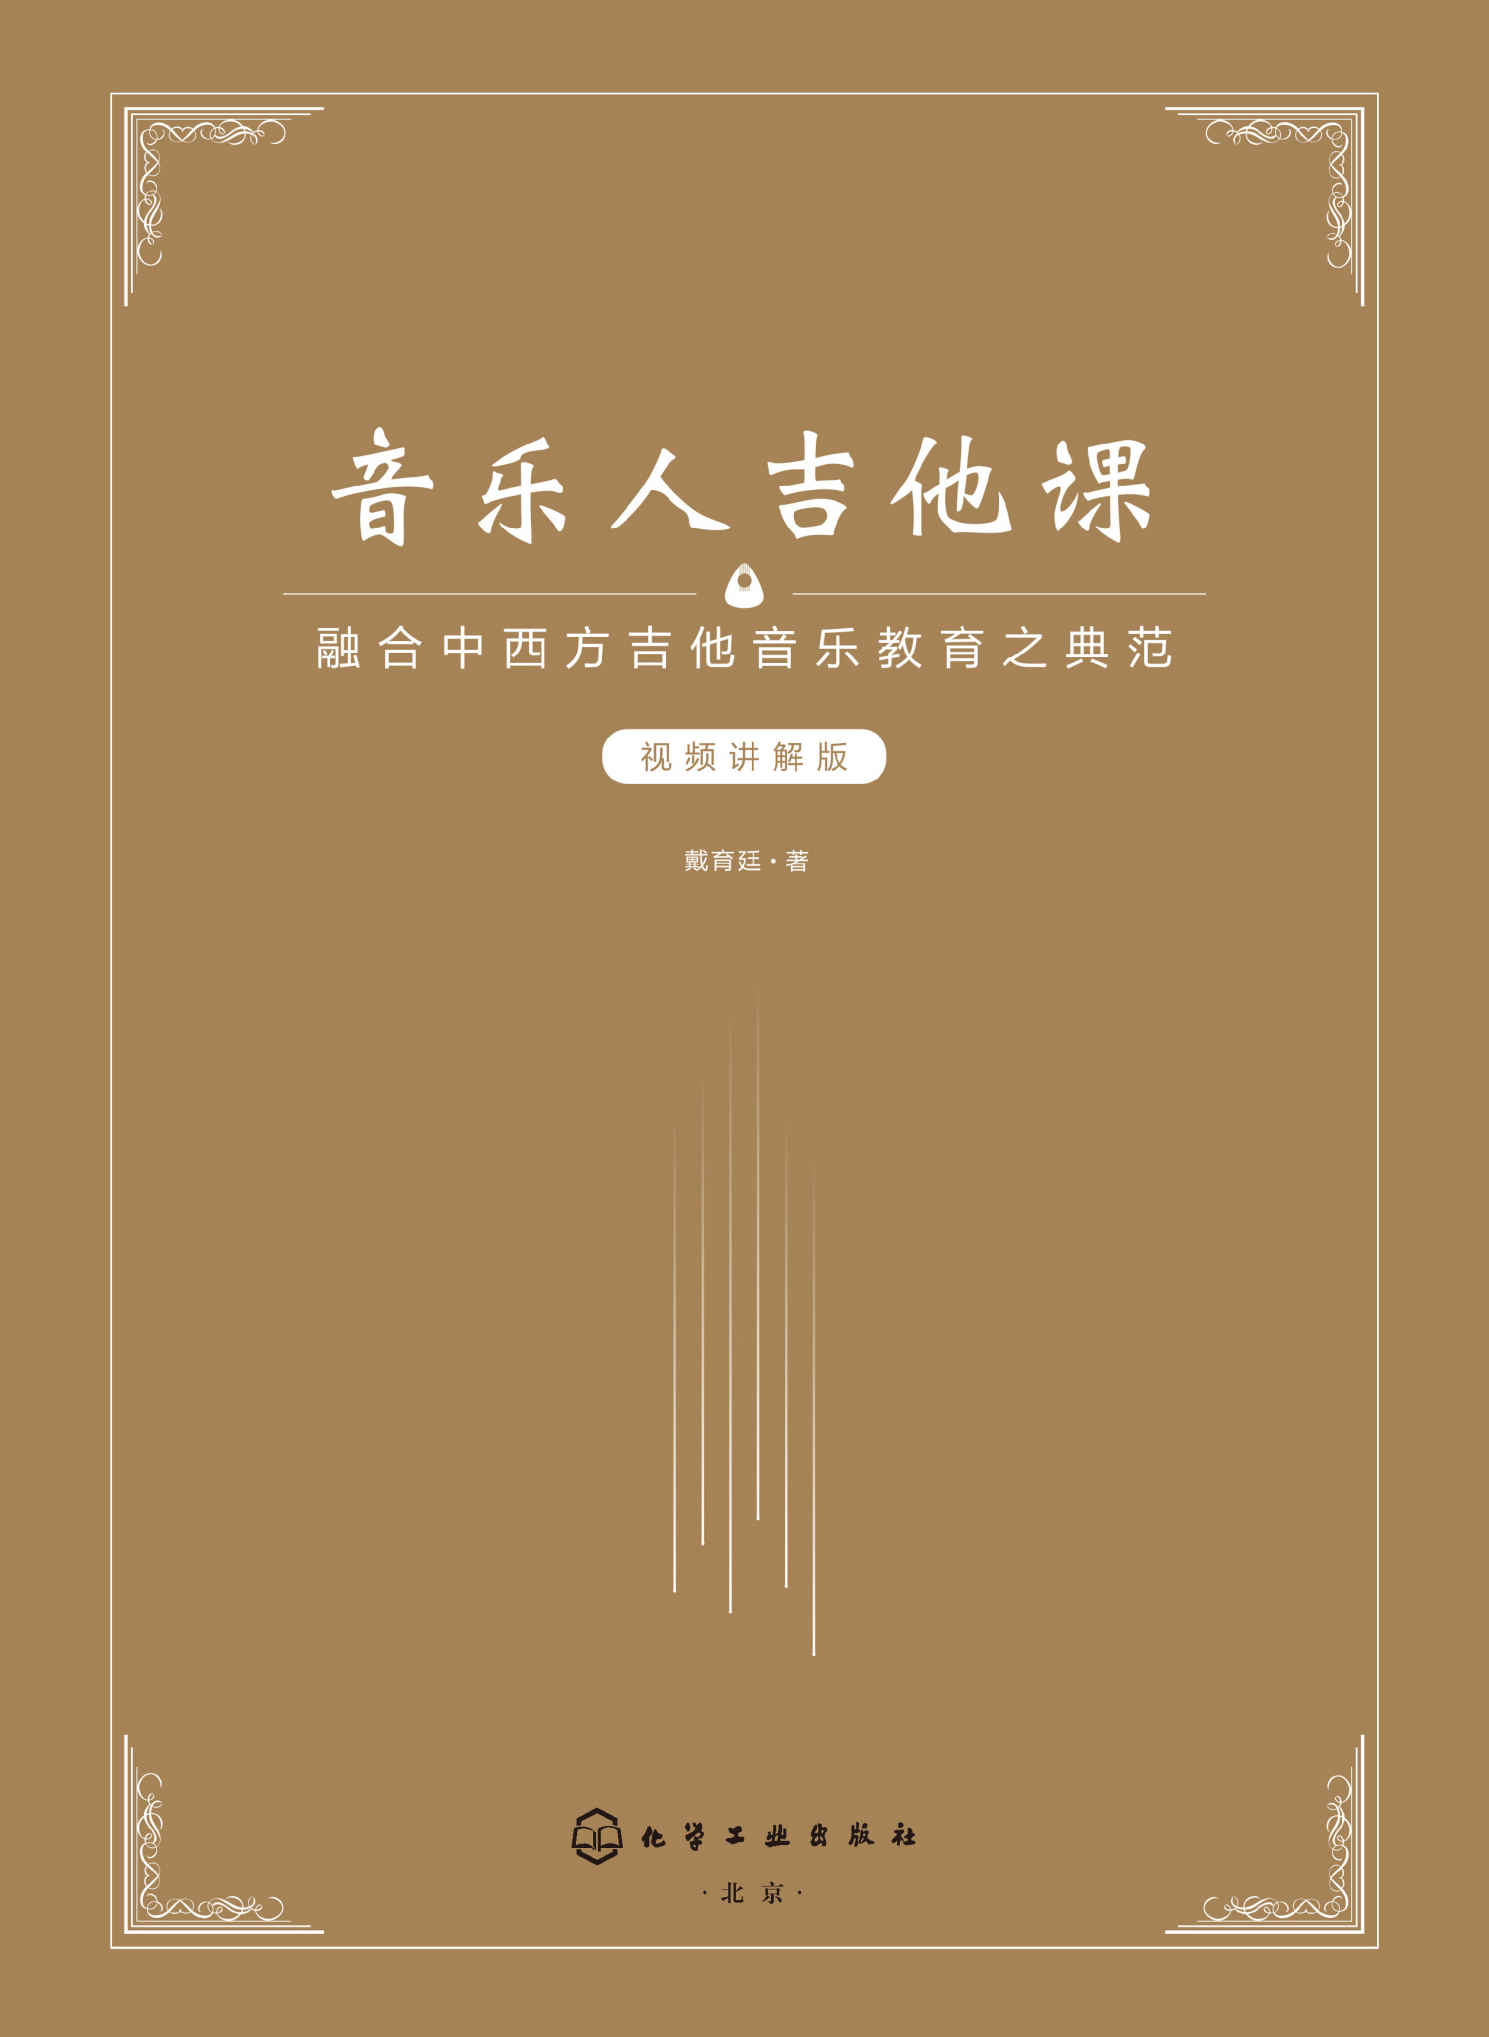 音乐人吉他课
融合中西方吉他音乐教育之典范
视频讲解版
戴育廷·著
化学工业出版社
·北京·